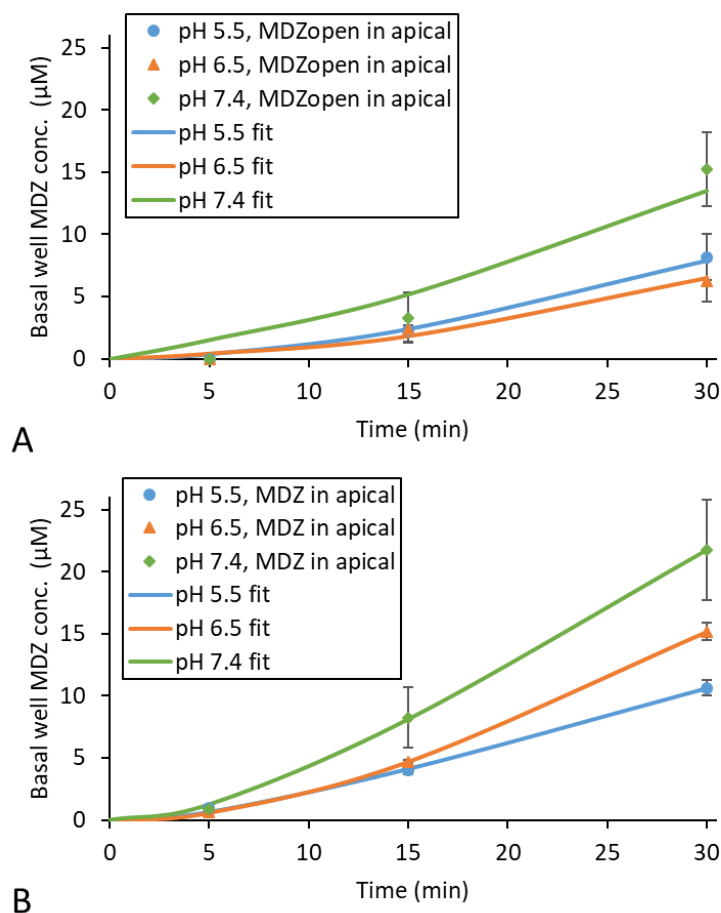 pH 5.5, MDZopen in apical
pH 6.5, MDZopen in apical
pH 7.4, MDZopen in apical
pH 5.5 fit
pH 6.5 fit
pH 7.4 fit
Basal well MDZ conc. (µM)
25
20
15
10
5
0
0 5 10 15 20 25 30
Time (min)
A
pH 5.5, MDZ in apical
pH 6.5, MDZ in apical
pH 7.4, MDZ in apical
pH 5.5 fit
pH 6.5 fit
pH 7.4 fit
Basal well MDZ conc. (µM)
25
20
15
10
5
0
0 5 10 15 20 25 30
Time (min)
B